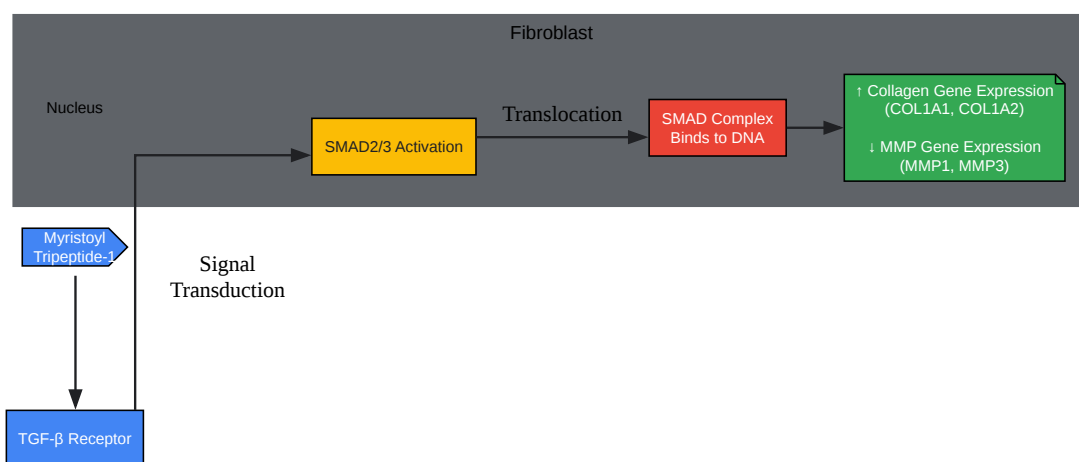 Fibroblast
Nucleus
SMAD2/3 Activation
Translocation
SMAD Complex
Binds to DNA
↑ Collagen Gene Expression
(COL1A1, COL1A2)
↓ MMP Gene Expression
(MMP1, MMP3)
Myristoyl
Tripeptide-1
Signal
Transduction
TGF-β Receptor